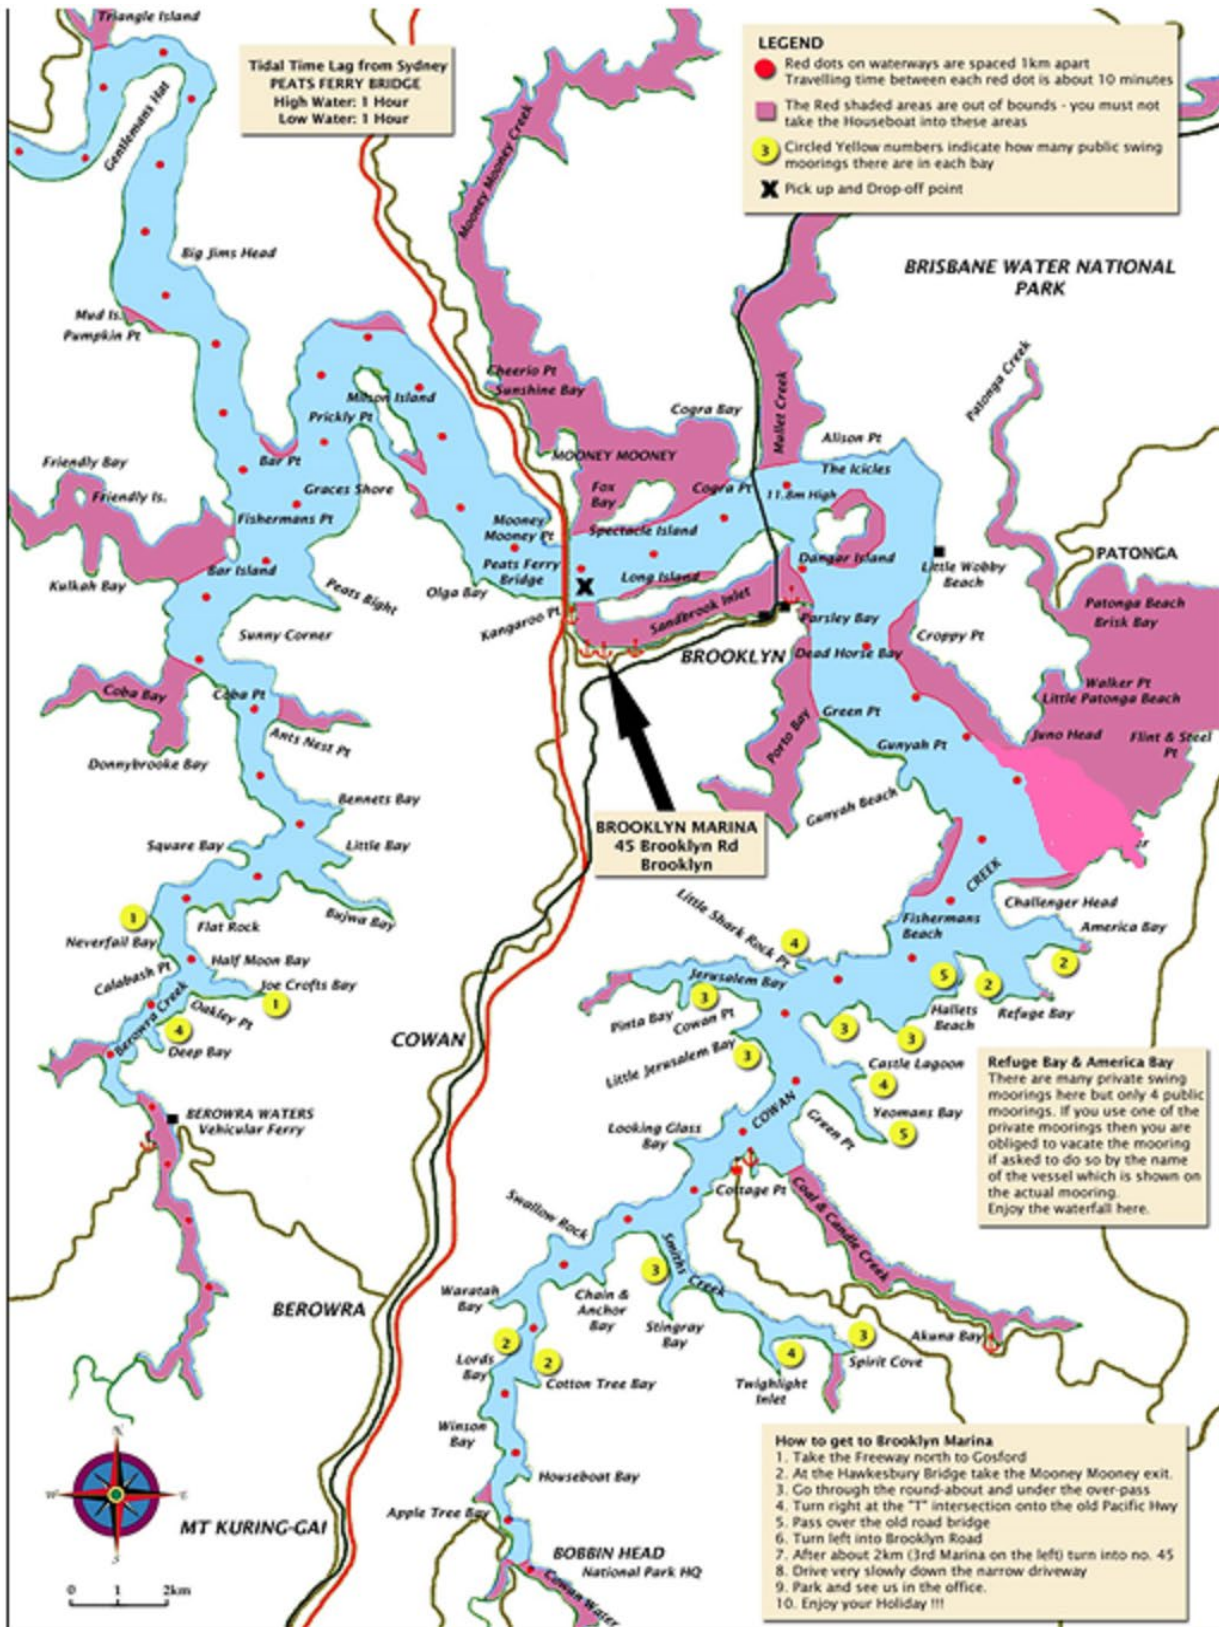 Triangle Island
Tidal Time Lag from Sydney
PEATS FERRY BRIDGE
High Water: 1 Hour
Low Water: 1 Hour
LEGEND
Red dots on waterways are spaced 1km apart
Travelling time between each red dot is about 10 minutes
The Red shaded areas are out of bounds - you must not
take the Houseboat into these areas
3
Circled Yellow numbers indicate how many public swing
moorings there are in each bay
X Pick up and Drop-off point
Gentlemans Hat
Mooney Mooney Creek
Big Jims Head
BRISBANE WATER NATIONAL
PARK
Mud Is.
Pumpkin Pt
Cheerio Pt
Sunshine Bay
Milson Island
Prickly Pt
Cogra Bay
Mullet Creek
Patonga Creek
Alison Pt
MOONEY MOONEY
Bar Pt
The Icicles
Friendly Bay
Friendly Is.
Graces Shore
Fox
Bay
Cogra Pt
11.8m High
Fishermans Pt
Mooney
Mooney Pt
Spectacle Island
Peats Ferry
Bridge
Dangar Island
PATONGA
Little Wobby
Beach
Kulkah Bay
Bar Island
Peats Bight
Olga Bay
Long Island
X
Kangaroo Pt
Sandbrook Inlet
Patonga Beach
Brisk Bay
Parsley Bay
Sunny Corner
Croppy Pt
BROOKLYN
Dead Horse Bay
Coba Bay
Coba Pt
Walker Pt
Little Patonga Beach
Green Pt
Ants Nest Pt
Porto Bay
Gunyah Pt
Juno Head
Flint & Steel
Pt
Donnybrooke Bay
Bennets Bay
Gunyah Beach
BROOKLYN MARINA
45 Brooklyn Rd
Brooklyn
Square Bay
Little Bay
er
CREEK
Little Shark Rock Pt
Challenger Head
1
Bujwa Bay
Flat Rock
Fishermans
Beach
America Bay
Neverfail Bay
4
Half Moon Bay
2
Calabash Pt
Jerusalem Bay
5
2
Joe Crofts Bay
1
Berowra Creek
Oakley Pt
Pinta Bay
3
Cowan Pt
Hallets
Beach
Refuge Bay
4
Deep Bay
3
3
COWAN
Little Jerusalem Bay
3
Castle Lagoon
4
Refuge Bay & America Bay
There are many private swing
moorings here but only 4 public
moorings. If you use one of the
private moorings then you are
obliged to vacate the mooring
if asked to do so by the name
of the vessel which is shown on
the actual mooring.
Enjoy the waterfall here.
BEROWRA WATERS
Vehicular Ferry
COWAN
Green Pt
Yeomans Bay
5
Looking Glass
Bay
Cottage Pt
Coal & Candle Creek
Swallow Rock
Smiths
Creek
3
Waratah
Bay
Chain &
Anchor
Bay
Stingray
Bay
BEROWRA
Akuna Bay
2
2
3
4
Lords
Bay
Cotton Tree Bay
Spirit Cove
Twighlight
Inlet
Winson
Bay
Houseboat Bay
Apple Tree Bay
N
W
E
S
MT KURING-GAI
BOBBIN HEAD
National Park HQ
Cowan Water
0 1 2km
How to get to Brooklyn Marina
1. Take the Freeway north to Gosford
2. At the Hawkesbury Bridge take the Mooney Mooney exit.
3. Go through the round-about and under the over-pass
4. Turn right at the "T" intersection onto the old Pacific Hwy
5. Pass over the old road bridge
6. Turn left into Brooklyn Road
7. After about 2km (3rd Marina on the left) turn into no. 45
8. Drive very slowly down the narrow driveway
9. Park and see us in the office.
10. Enjoy your Holiday !!!